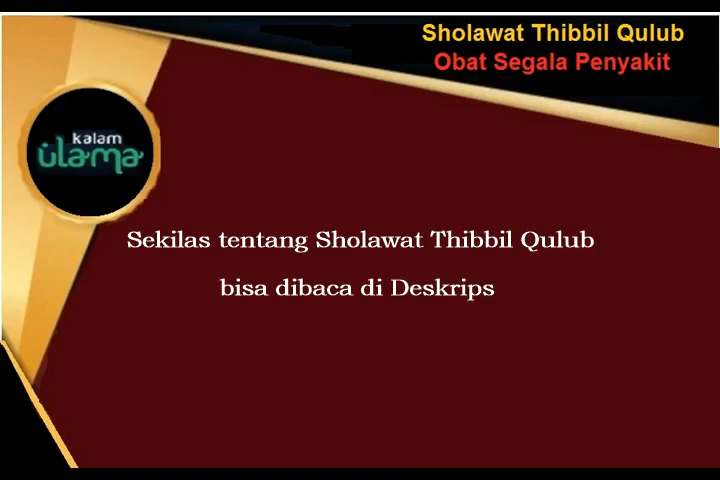 Sholawat Thibbil Qulub
Obat Segala Penyakit
kalam
ulama
Sekilas tentang Sholawat Thibbil Qulub
bisa dibaca di Deskrips